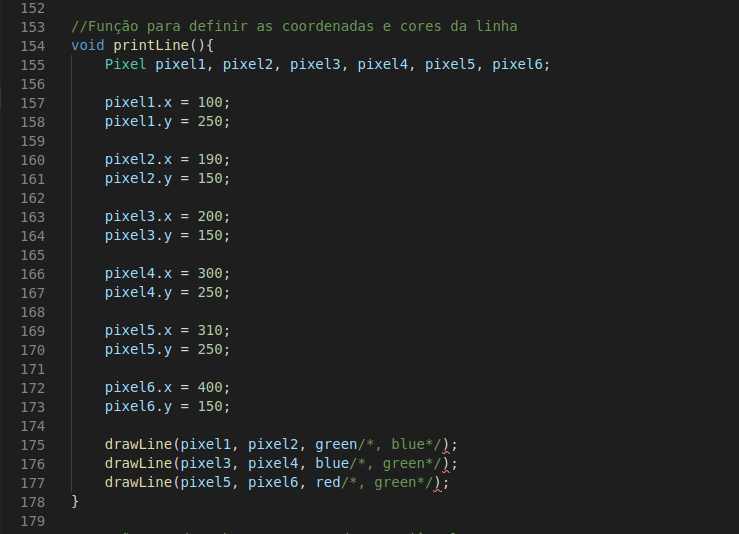 152
153 //Função para definir as coordenadas e cores da linha
154 void printLine(){
155 Pixel pixel1, pixel2, pixel3, pixel4, pixel5, pixel6;
156
157 pixel1.x = 100;
158 pixel1.y = 250;
159
160 pixel2.x = 190;
161 pixel2.y = 150;
162
163 pixel3.x = 200;
164 pixel3.y = 150;
165
166 pixel4.x = 300;
167 pixel4.y = 250;
168
169 pixel5.x = 310;
170 pixel5.y = 250;
171
172 pixel6.x = 400;
173 pixel6.y = 150;
174
175 drawLine(pixel1, pixel2, green/*, blue*/);
176 drawLine(pixel3, pixel4, blue/*, green*/);
177 drawLine(pixel5, pixel6, red/*, green*/);
178 }
179